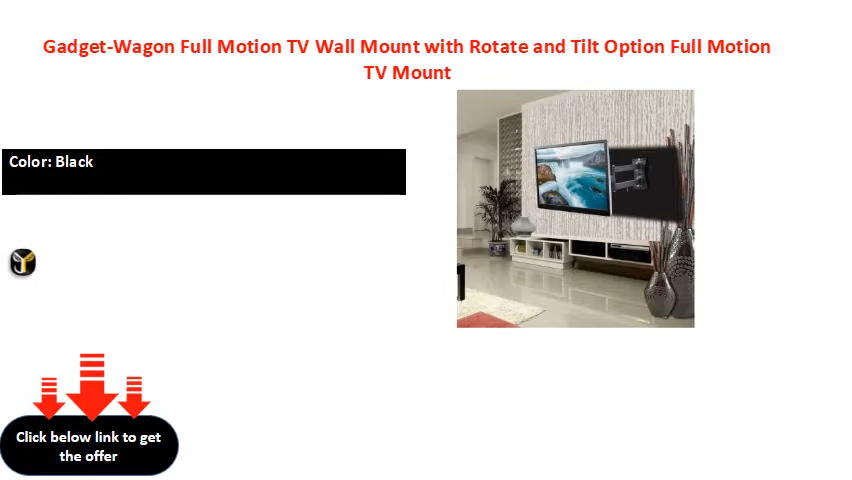 Gadget-Wagon Full Motion TV Wall Mount with Rotate and Tilt Option Full Motion
TV Mount
Color: Black
Click below link to get
the offer